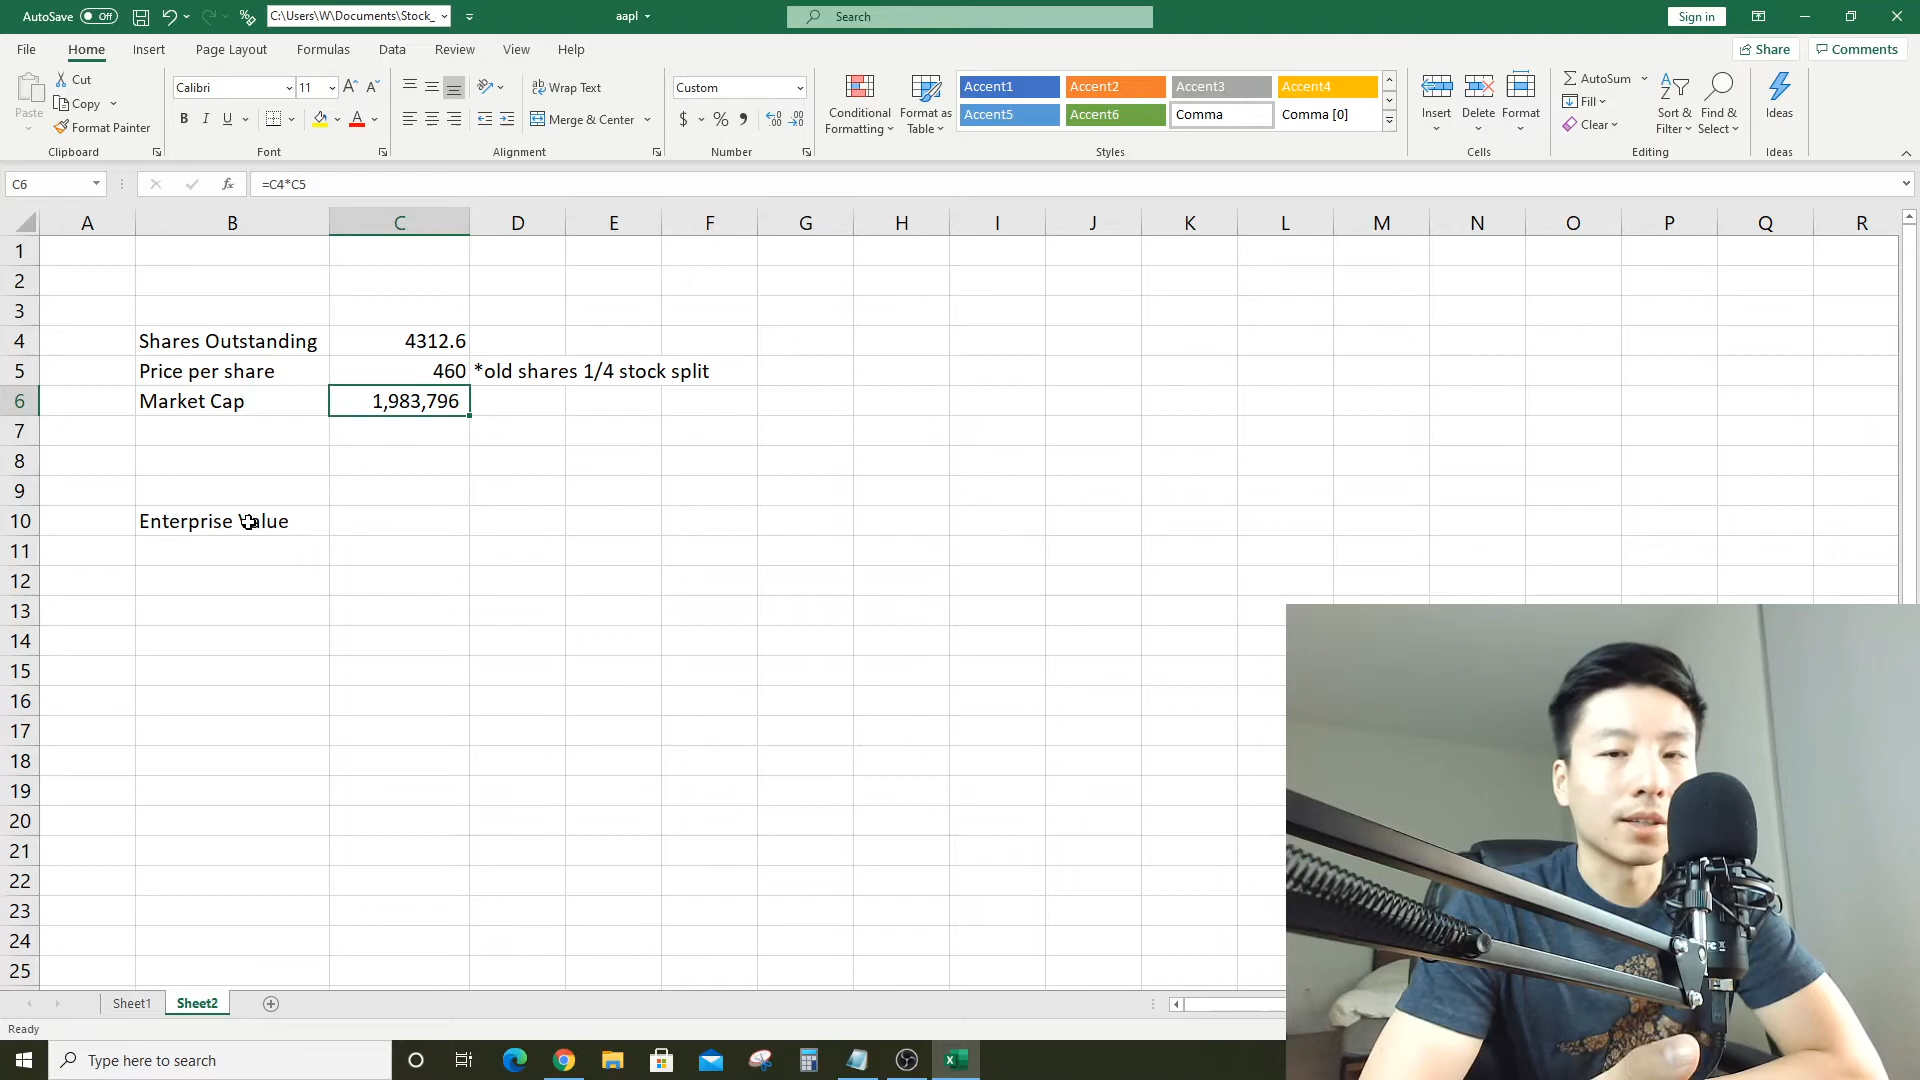 AutoSave Off C:\Users\W\Documents\Stock_ aapl Search Sign in
File Home Insert Page Layout Formulas Data Review View Help Share Comments
Paste Cut
Copy
Format Painter
Clipboard
Calibri 11
B I U
Font
Wrap Text
Merge & Center
Alignment
Custom
$ % ,
Number
Conditional Formatting
Format as Table
Accent1 Accent2 Accent3 Accent4
Accent5 Accent6 Comma Comma [0]
Styles
Insert Delete Format
Cells
AutoSum
Fill
Clear
Sort & Filter
Find & Select
Editing
Ideas
Ideas
C6 fx =C4*C5
A B C D E F G H I J K L M N O P Q R
1
2
3
4 Shares Outstanding 4312.6
5 Price per share 460 *old shares 1/4 stock split
6 Market Cap 1,983,796
7
8
9
10 Enterprise Value
11
12
13
14
15
16
17
18
19
20
21
22
23
24
25
Sheet1 Sheet2
Ready
Type here to search